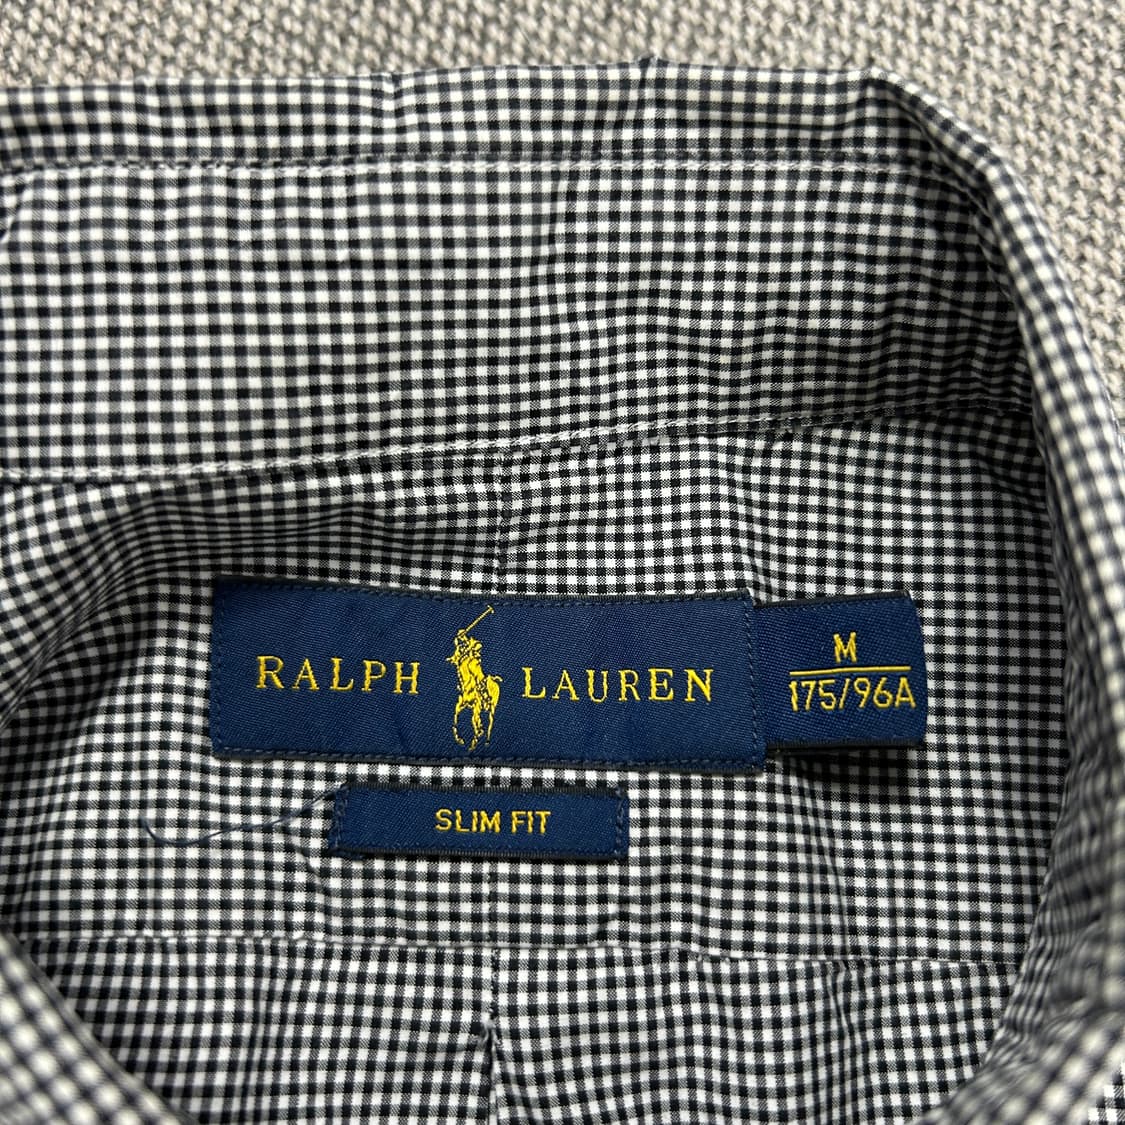 RALPH LAUREN
M
175/96A
SLIM FIT